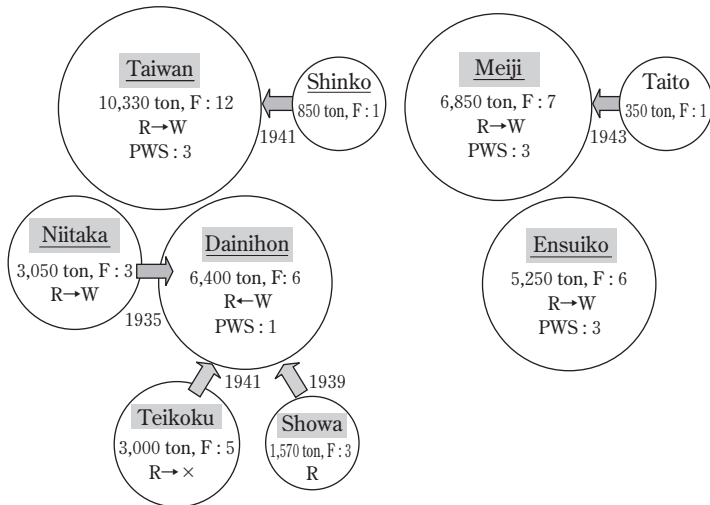 Taiwan
10,330 ton, F : 12
R→W
PWS : 3
Shinko
850 ton, F : 1
1941
Meiji
6,850 ton, F : 7
R→W
PWS : 3
Taito
350 ton, F : 1
1943
Niitaka
3,050 ton, F : 3
R→W
1935
Dainihon
6,400 ton, F: 6
R←W
PWS : 1
Ensuiko
5,250 ton, F : 6
R→W
PWS : 3
1941
1939
Teikoku
3,000 ton, F : 5
R→×
Showa
1,570 ton, F : 3
R